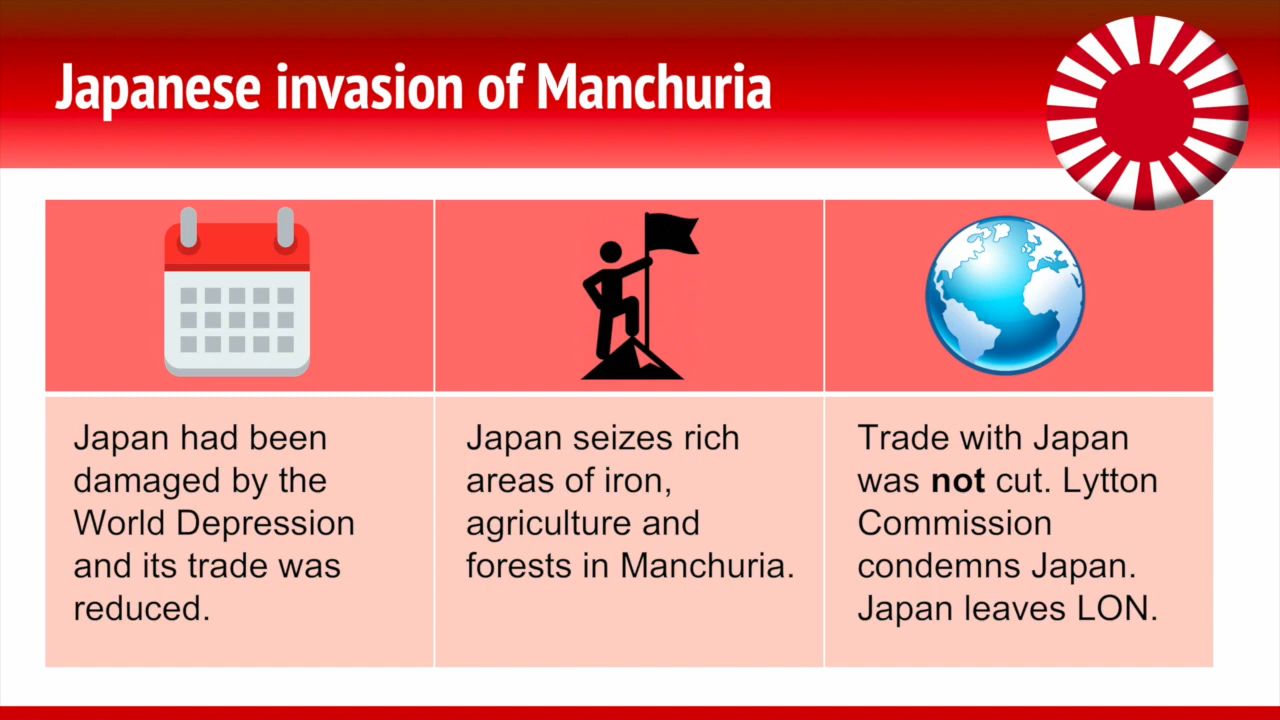 Japanese invasion of Manchuria
Japan had been
damaged by the
World Depression
and its trade was
reduced.
Japan seizes rich
areas of iron,
agriculture and
forests in Manchuria.
Trade with Japan
was not cut. Lytton
Commission
condemns Japan.
Japan leaves LON.